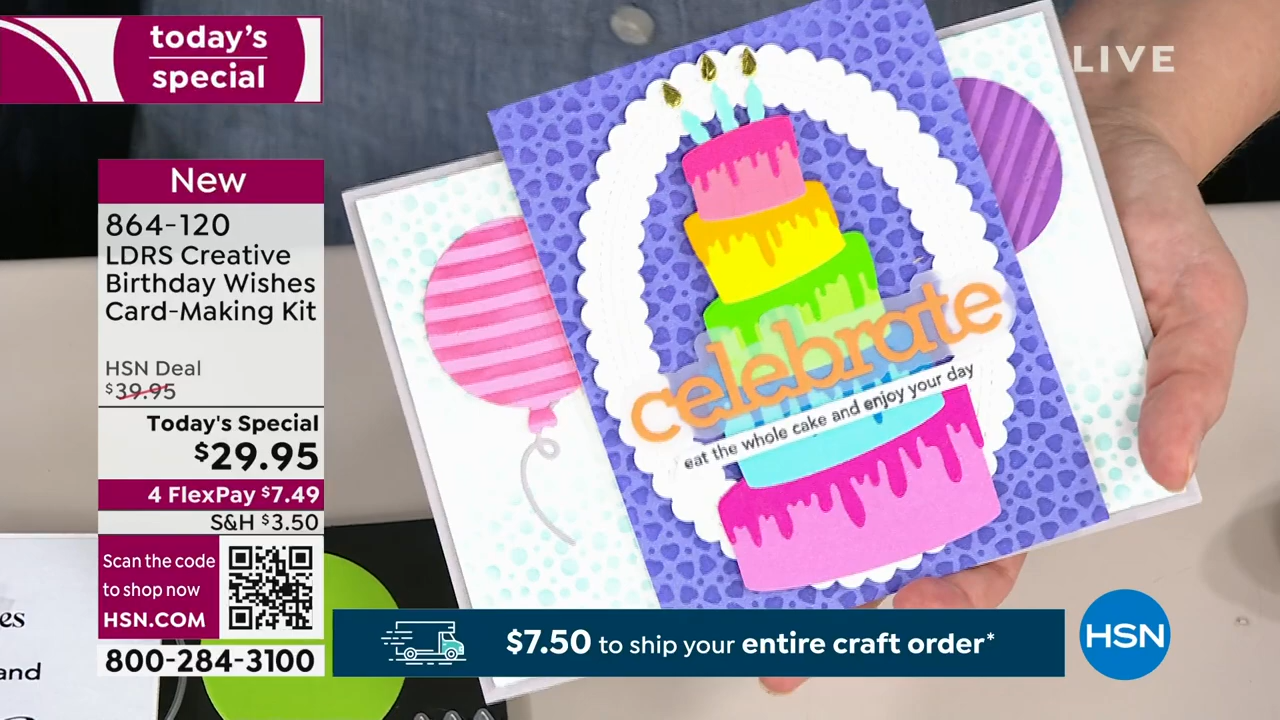 today's
special
LIVE
New
864-120
LDRS Creative
Birthday Wishes
Card-Making Kit
HSN Deal
$39.95
Today's Special
$29.95
4 FlexPay $7.49
S&H $3.50
Scan the code
to shop now
HSN.COM
800-284-3100
celebrate
eat the whole cake and enjoy your day
$7.50 to ship your entire craft order*
HSN
es
and